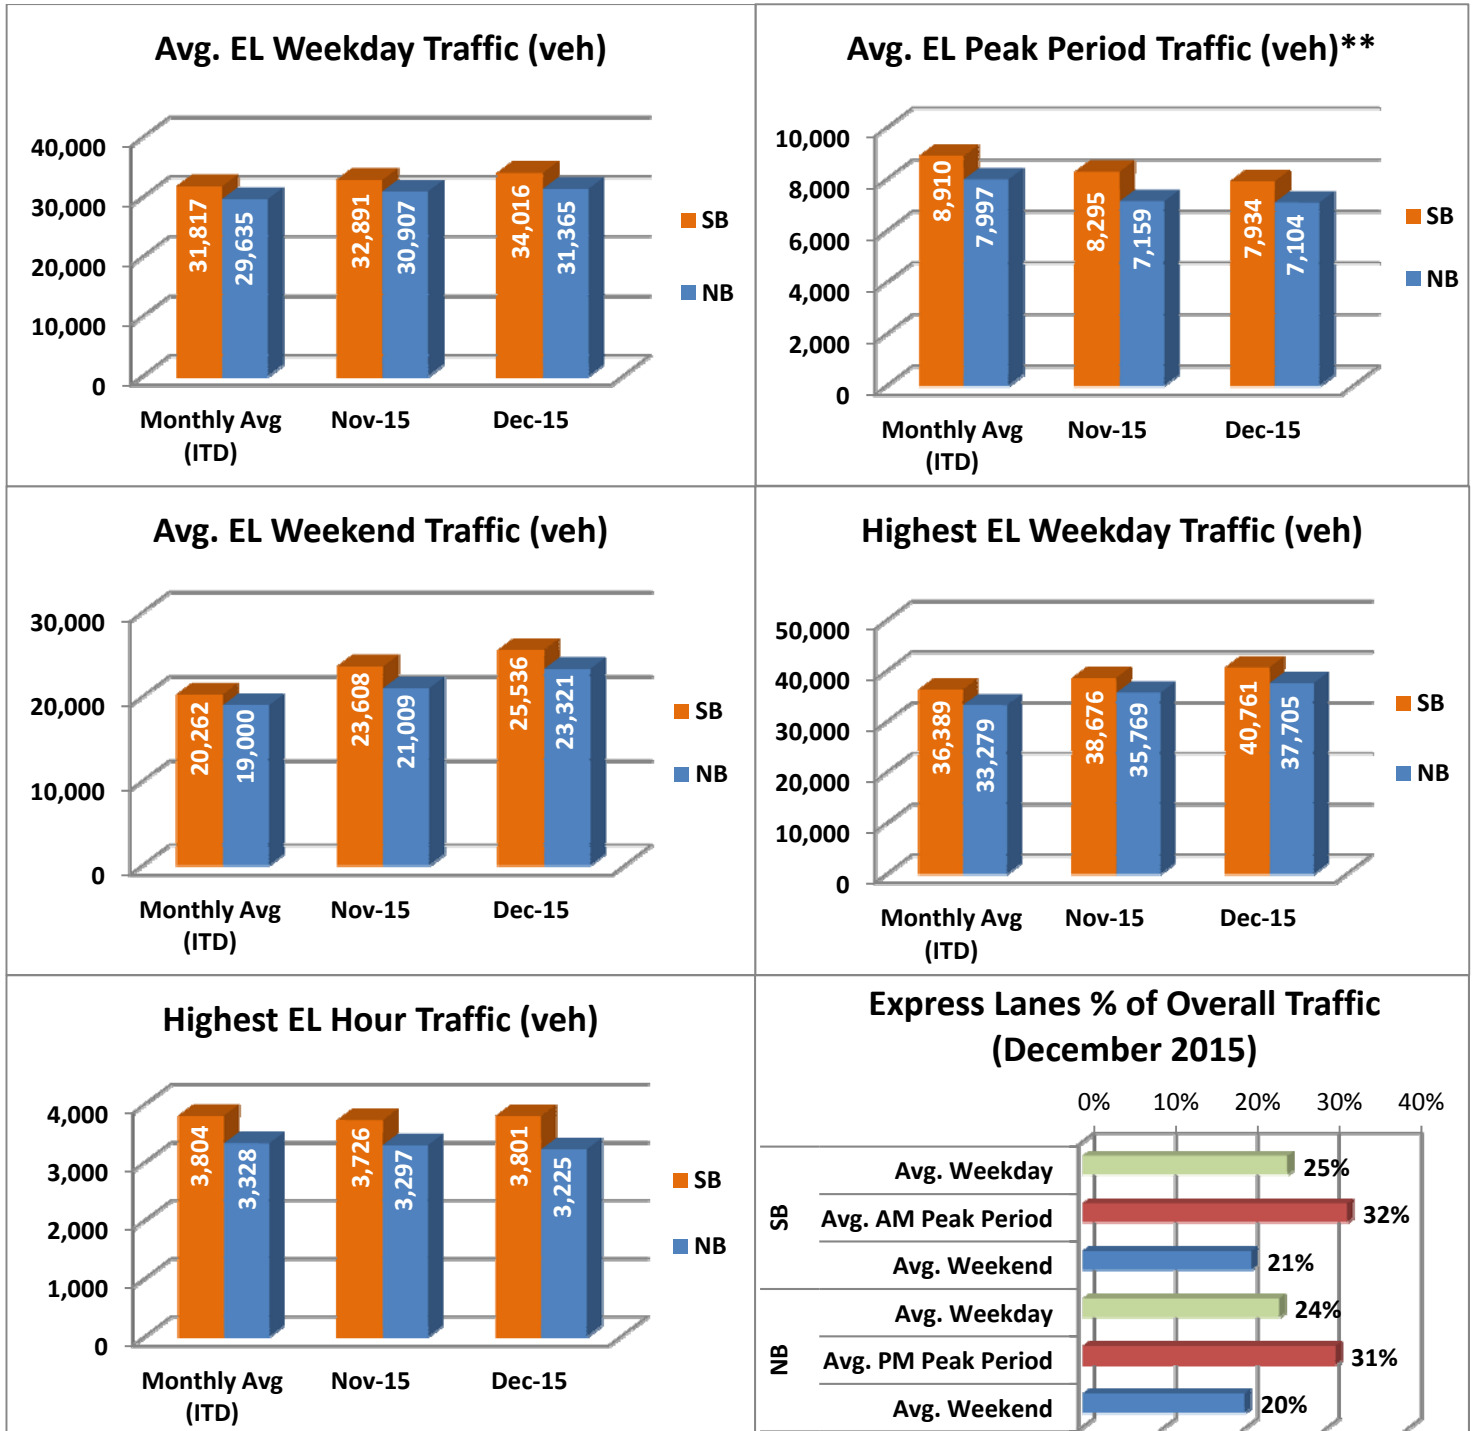 Avg. EL Weekday Traffic (veh)
40,000
30,000
20,000
10,000
0
31,817
29,635
32,891
30,907
34,016
31,365
Monthly Avg
(ITD)
Nov-15
Dec-15
SB
NB
Avg. EL Peak Period Traffic (veh)**
10,000
8,000
6,000
4,000
2,000
0
8,910
7,997
8,295
7,159
7,934
7,104
Monthly Avg
(ITD)
Nov-15
Dec-15
SB
NB
Avg. EL Weekend Traffic (veh)
30,000
20,000
10,000
0
20,262
19,000
23,608
21,009
25,536
23,321
Monthly Avg
(ITD)
Nov-15
Dec-15
SB
NB
Highest EL Weekday Traffic (veh)
50,000
40,000
30,000
20,000
10,000
0
36,389
33,279
38,676
35,769
40,761
37,705
Monthly Avg
(ITD)
Nov-15
Dec-15
SB
NB
Highest EL Hour Traffic (veh)
4,000
3,000
2,000
1,000
0
3,804
3,328
3,726
3,297
3,801
3,225
Monthly Avg
(ITD)
Nov-15
Dec-15
SB
NB
Express Lanes % of Overall Traffic
(December 2015)
0% 10% 20% 30% 40%
SB
Avg. Weekday 25%
Avg. AM Peak Period 32%
Avg. Weekend 21%
NB
Avg. Weekday 24%
Avg. PM Peak Period 31%
Avg. Weekend 20%